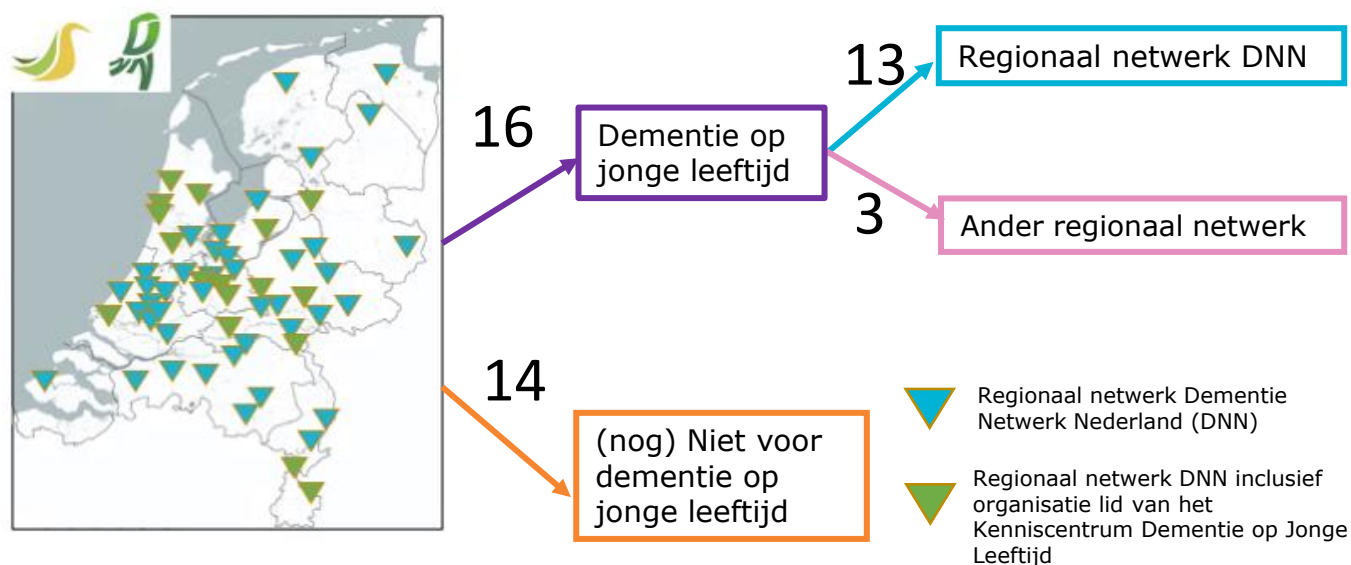 DNN
13
Regionaal netwerk DNN
16
Dementie op
jonge leeftijd
3
Ander regionaal netwerk
14
(nog) Niet voor
dementie op
jonge leeftijd
Regionaal netwerk Dementie
Netwerk Nederland (DNN)
Regionaal netwerk DNN inclusief
organisatie lid van het
Kenniscentrum Dementie op Jonge
Leeftijd